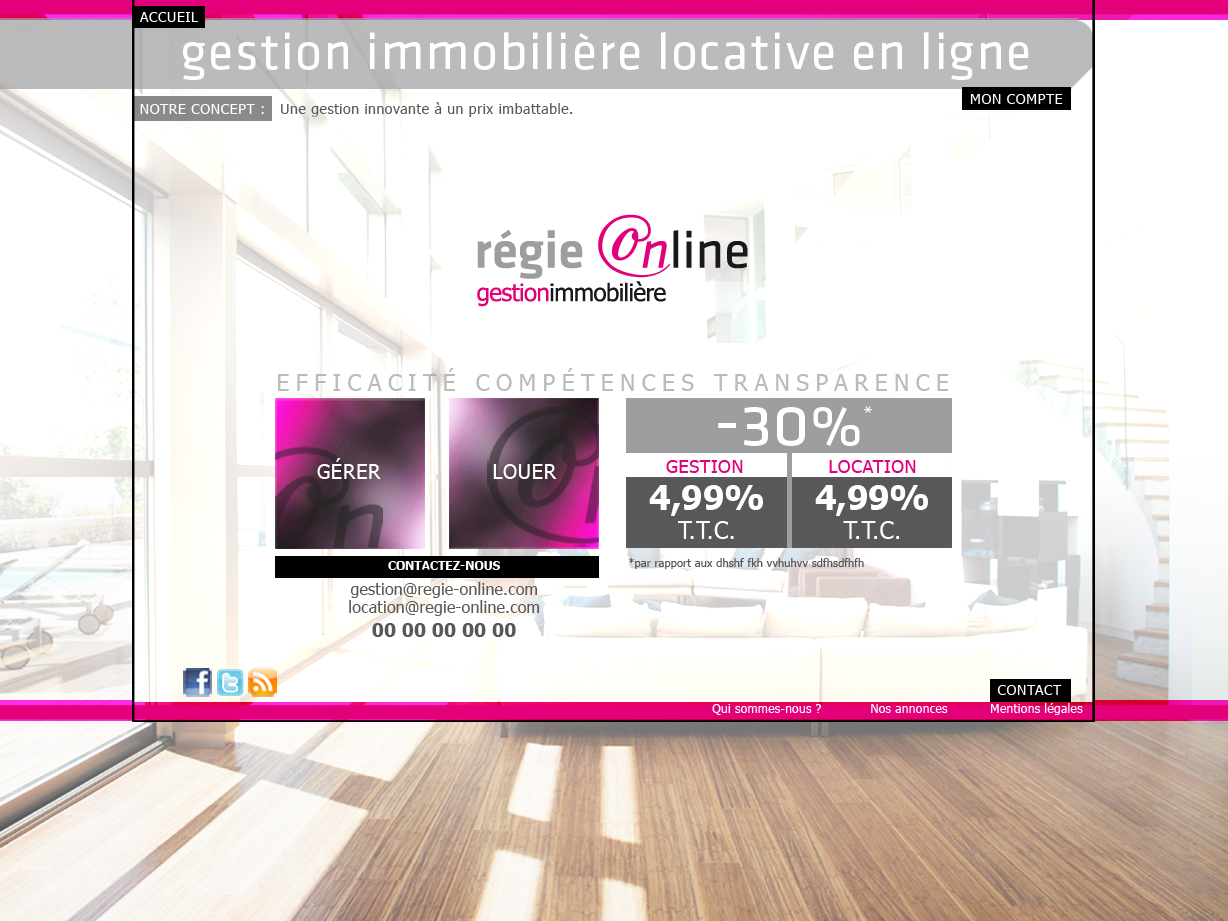 ACCUEIL
gestion immobilière locative en ligne
NOTRE CONCEPT : Une gestion innovante à un prix imbattable.
MON COMPTE
régie Online
gestionimmobilière
EFFICACITÉ COMPÉTENCES TRANSPARENCE
GÉRER
LOUER
-30%*
GESTION LOCATION
4,99% 4,99%
T.T.C. T.T.C.
*par rapport aux dhshf fkh vvhuhvv sdfhsdfhfh
CONTACTEZ-NOUS
gestion@regie-online.com
location@regie-online.com
00 00 00 00 00
CONTACT
Qui sommes-nous ? Nos annonces Mentions légales